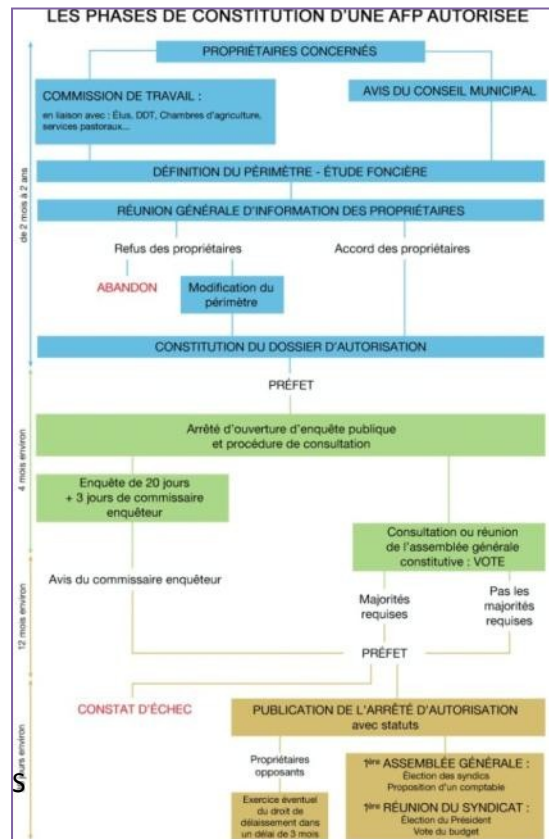 LES PHASES DE CONSTITUTION D'UNE AFP AUTORISEE
PROPRIÉTAIRES CONCERNÉS
COMMISSION DE TRAVAIL :
en liaison avec : Élus, DDT, Chambres d'agriculture,
services pastoraux...
AVIS DU CONSEIL MUNICIPAL
DÉFINITION DU PÉRIMÈTRE - ÉTUDE FONCIÈRE
RÉUNION GÉNÉRALE D'INFORMATION DES PROPRIÉTAIRES
de 2 mois à 2 ans
Refus des propriétaires
Accord des propriétaires
ABANDON
Modification du
périmètre
CONSTITUTION DU DOSSIER D'AUTORISATION
PRÉFET
Arrêté d'ouverture d'enquête publique
et procédure de consultation
4 mois environ
Enquête de 20 jours
+ 3 jours de commissaire
enquêteur
Consultation ou réunion
de l'assemblée générale
constitutive : VOTE
Avis du commissaire enquêteur
Majorités
requises
Pas les
majorités
requises
12 mois environ
PRÉFET
CONSTAT D'ÉCHEC
PUBLICATION DE L'ARRÊTÉ D'AUTORISATION
avec statuts
environ
Propriétaires
opposants
Exercice éventuel
du droit de
délaissement dans
un délai de 3 mois
1ère ASSEMBLÉE GÉNÉRALE :
Élection des syndics
Proposition d'un comptable
1ère RÉUNION DU SYNDICAT :
Élection du Président
Vote du budget
S